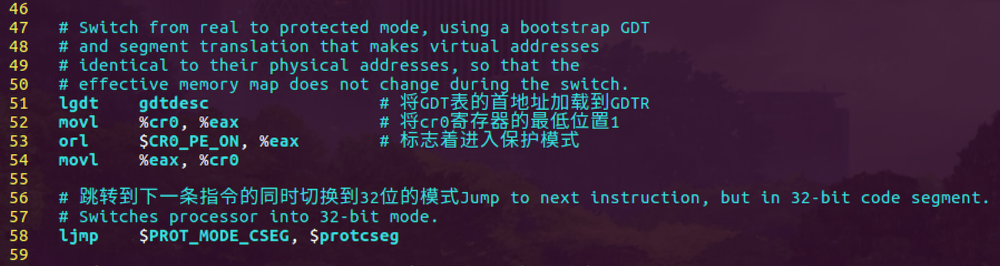 46
47 # Switch from real to protected mode, using a bootstrap GDT
48 # and segment translation that makes virtual addresses
49 # identical to their physical addresses, so that the
50 # effective memory map does not change during the switch.
51 lgdt gdtdesc # 将GDT表的首地址加载到GDTR
52 movl %cr0, %eax # 将cr0寄存器的最低位置1
53 orl $CR0_PE_ON, %eax # 标志着进入保护模式
54 movl %eax, %cr0
55
56 # 跳转到下一条指令的同时切换到32位的模式Jump to next instruction, but in 32-bit code segment.
57 # Switches processor into 32-bit mode.
58 ljmp $PROT_MODE_CSEG, $protcseg
59